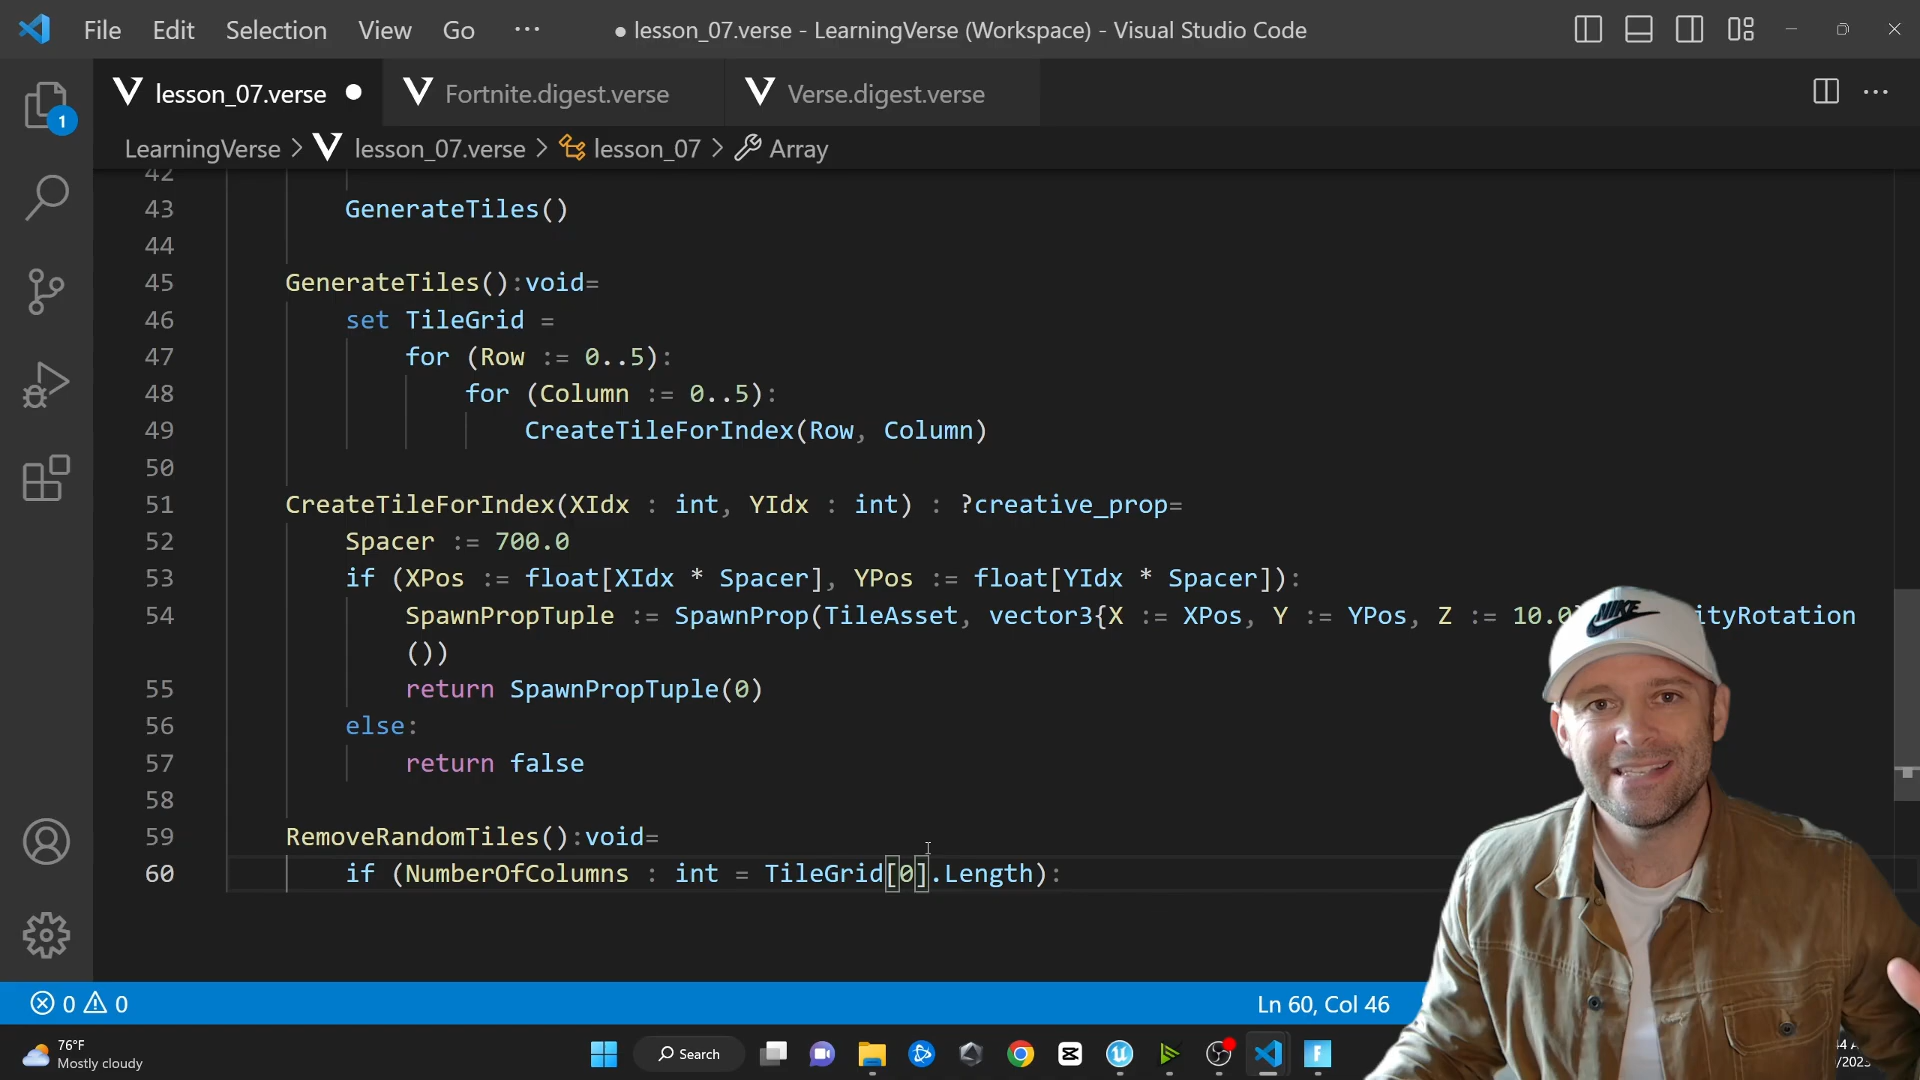 File Edit Selection View Go ··· ● lesson_07.verse - LearningVerse (Workspace) - Visual Studio Code
lesson_07.verse Fortnite.digest.verse Verse.digest.verse
1
LearningVerse > lesson_07.verse > lesson_07 > Array
42
43 GenerateTiles()
44
45 GenerateTiles():void=
46 set TileGrid =
47 for (Row := 0..5):
48 for (Column := 0..5):
49 CreateTileForIndex(Row, Column)
50
51 CreateTileForIndex(XIdx : int, YIdx : int) : ?creative_prop=
52 Spacer := 700.0
53 if (XPos := float[XIdx * Spacer], YPos := float[YIdx * Spacer]):
54 SpawnPropTuple := SpawnProp(TileAsset, vector3{X := XPos, Y := YPos, Z := 10.0 ityRotation
())
55 return SpawnPropTuple(0)
56 else:
57 return false
58
59 RemoveRandomTiles():void=
60 if (NumberOfColumns : int = TileGrid[0].Length):
NIKE
0 0 Ln 60, Col 46
76°F
Mostly cloudy
Search